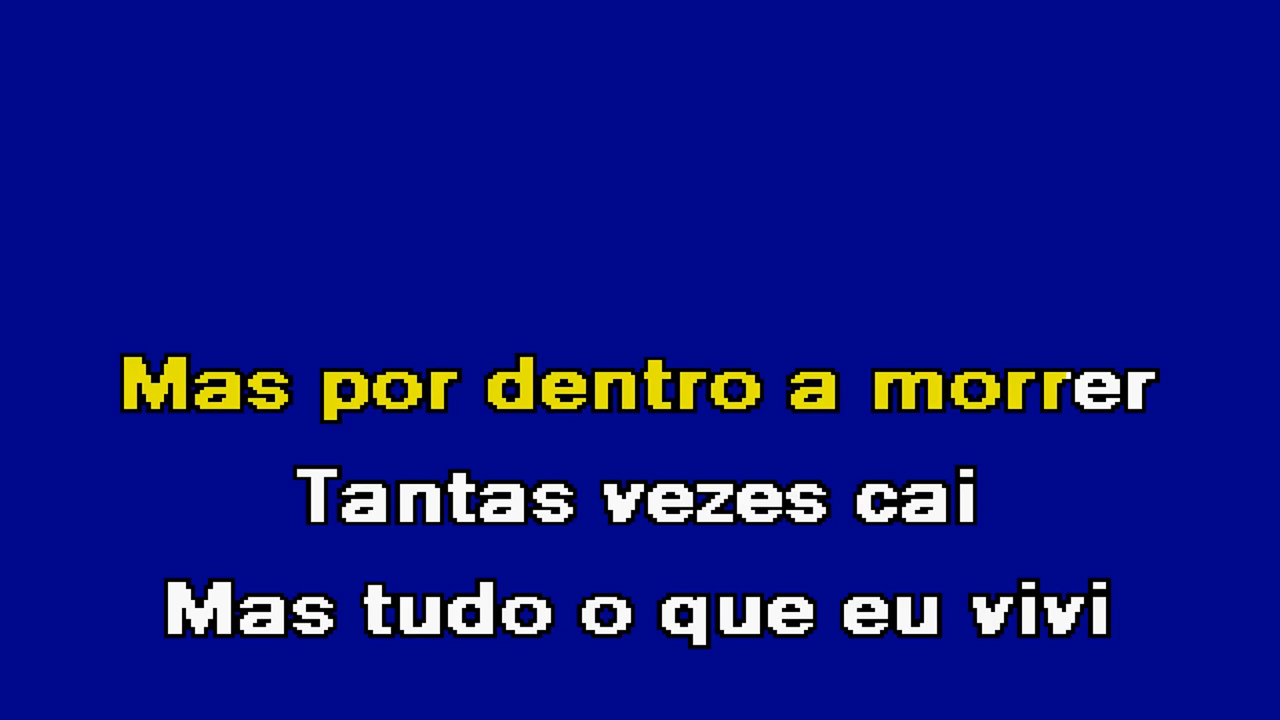 Mas por dentro a morrer
Tantas vezes cai
Mas tudo o que eu vivi